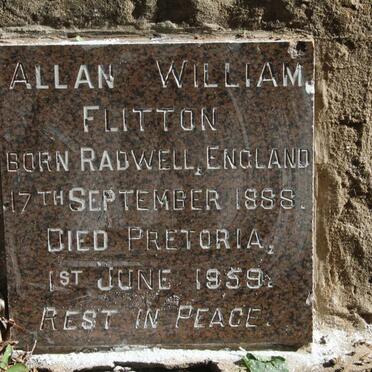 ALLAN WILLIAM
FLITTON
BORN RADWELL, ENGLAND
17TH SEPTEMBER 1888.
DIED PRETORIA,
1ST JUNE 1959.
REST IN PEACE.